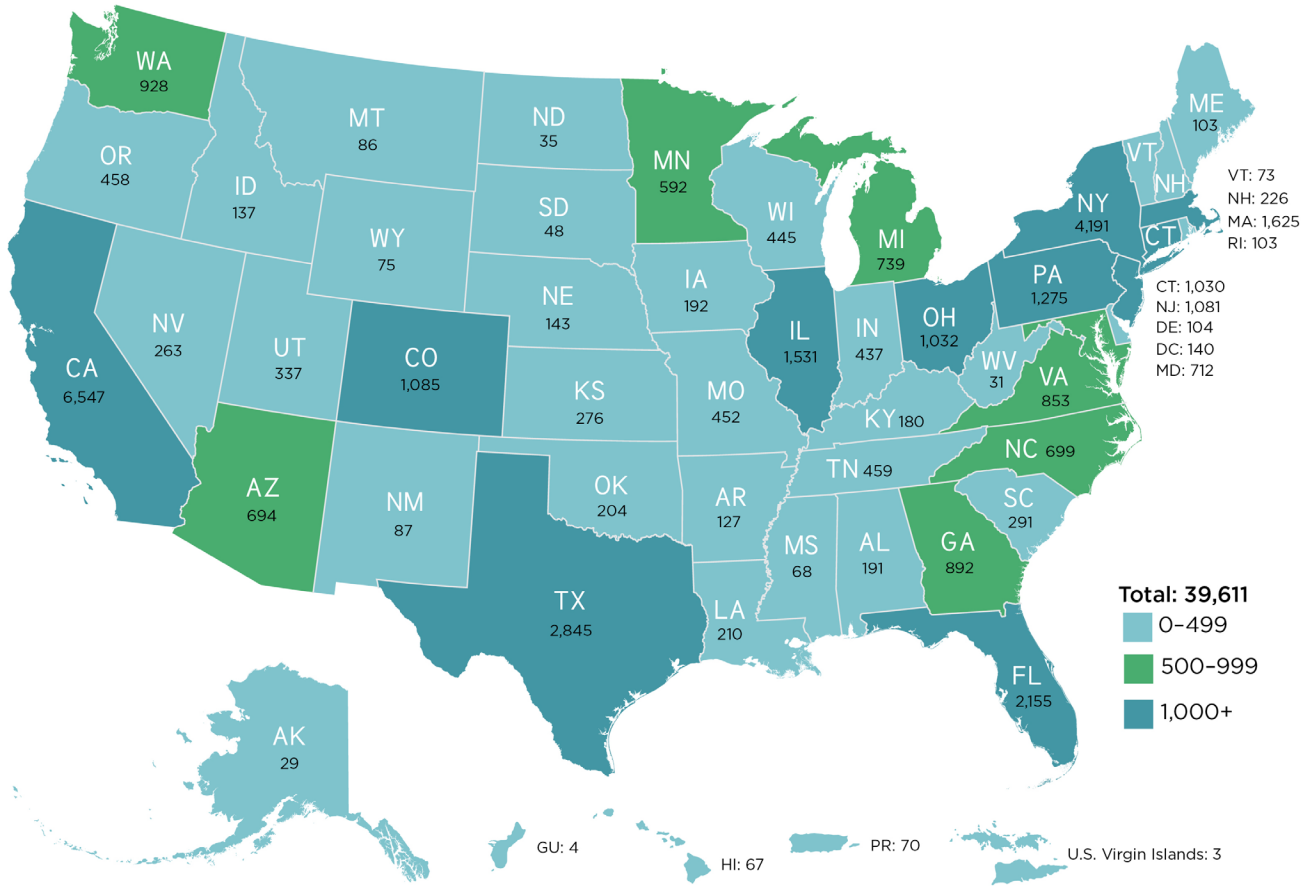 WA
928
OR
458
ID
137
MT
86
ND
35
MN
592
SD
48
WY
75
WI
445
MI
739
NV
263
UT
337
CA
6,547
CO
1,085
NE
143
IA
192
KS
276
MO
452
IL
1,531
IN
437
OH
1,032
PA
1,275
NY
4,191
ME
103
VT
NH
CT
VT: 73
NH: 226
MA: 1,625
RI: 103
CT: 1,030
NJ: 1,081
DE: 104
DC: 140
MD: 712
WV
31
VA
853
KY 180
TN 459
NC 699
SC
291
AZ
694
NM
87
OK
204
AR
127
TX
2,845
LA
210
MS
68
AL
191
GA
892
FL
2,155
Total: 39,611
0–499
500–999
1,000+
AK
29
GU: 4
HI: 67
PR: 70
U.S. Virgin Islands: 3